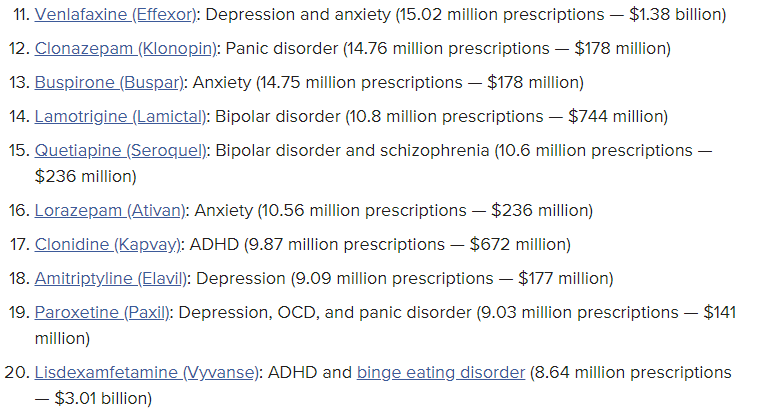 11. Venlafaxine (Effexor): Depression and anxiety (15.02 million prescriptions — $1.38 billion)
12. Clonazepam (Klonopin): Panic disorder (14.76 million prescriptions — $178 million)
13. Buspirone (Buspar): Anxiety (14.75 million prescriptions — $178 million)
14. Lamotrigine (Lamictal): Bipolar disorder (10.8 million prescriptions — $744 million)
15. Quetiapine (Seroquel): Bipolar disorder and schizophrenia (10.6 million prescriptions —
$236 million)
16. Lorazepam (Ativan): Anxiety (10.56 million prescriptions — $236 million)
17. Clonidine (Kapvay): ADHD (9.87 million prescriptions — $672 million)
18. Amitriptyline (Elavil): Depression (9.09 million prescriptions — $177 million)
19. Paroxetine (Paxil): Depression, OCD, and panic disorder (9.03 million prescriptions — $141
million)
20. Lisdexamfetamine (Vyvanse): ADHD and binge eating disorder (8.64 million prescriptions
— $3.01 billion)